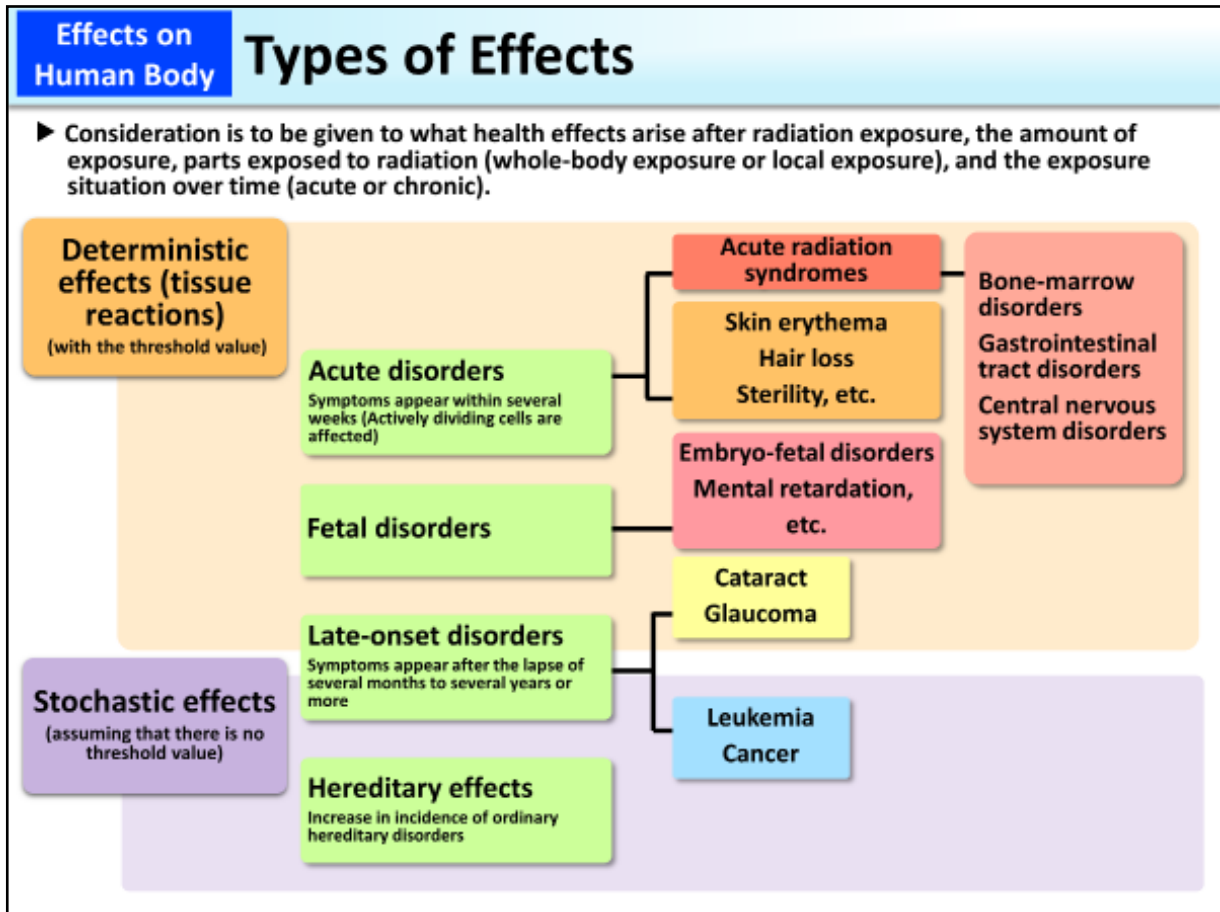 Effects on
Human Body
Types of Effects
▶ Consideration is to be given to what health effects arise after radiation exposure, the amount of
exposure, parts exposed to radiation (whole-body exposure or local exposure), and the exposure
situation over time (acute or chronic).
Deterministic
effects (tissue
reactions)
(with the threshold value)
Acute disorders
Symptoms appear within several
weeks (Actively dividing cells are
affected)
Acute radiation
syndromes
Skin erythema
Hair loss
Sterility, etc.
Bone-marrow
disorders
Gastrointestinal
tract disorders
Central nervous
system disorders
Fetal disorders
Embryo-fetal disorders
Mental retardation,
etc.
Late-onset disorders
Symptoms appear after the lapse of
several months to several years or
more
Cataract
Glaucoma
Stochastic effects
(assuming that there is no
threshold value)
Leukemia
Cancer
Hereditary effects
Increase in incidence of ordinary
hereditary disorders